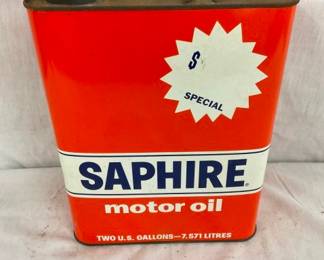 $
SPECIAL
SAPHIRE®
motor oil
TWO U.S. GALLONS—7.571 LITRES